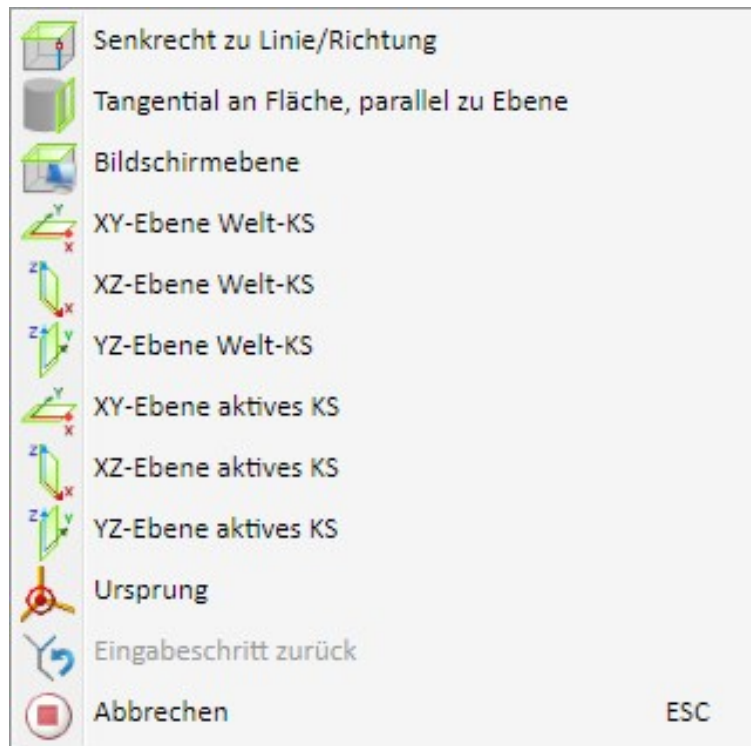 Senkrecht zu Linie/Richtung
Tangential an Fläche, parallel zu Ebene
Bildschirmebene
Y
X
XY-Ebene Welt-KS
Z
X
XZ-Ebene Welt-KS
Z Y
YZ-Ebene Welt-KS
Y
X
XY-Ebene aktives KS
Z
X
XZ-Ebene aktives KS
Z Y
YZ-Ebene aktives KS
Ursprung
Eingabeschritt zurück
Abbrechen ESC